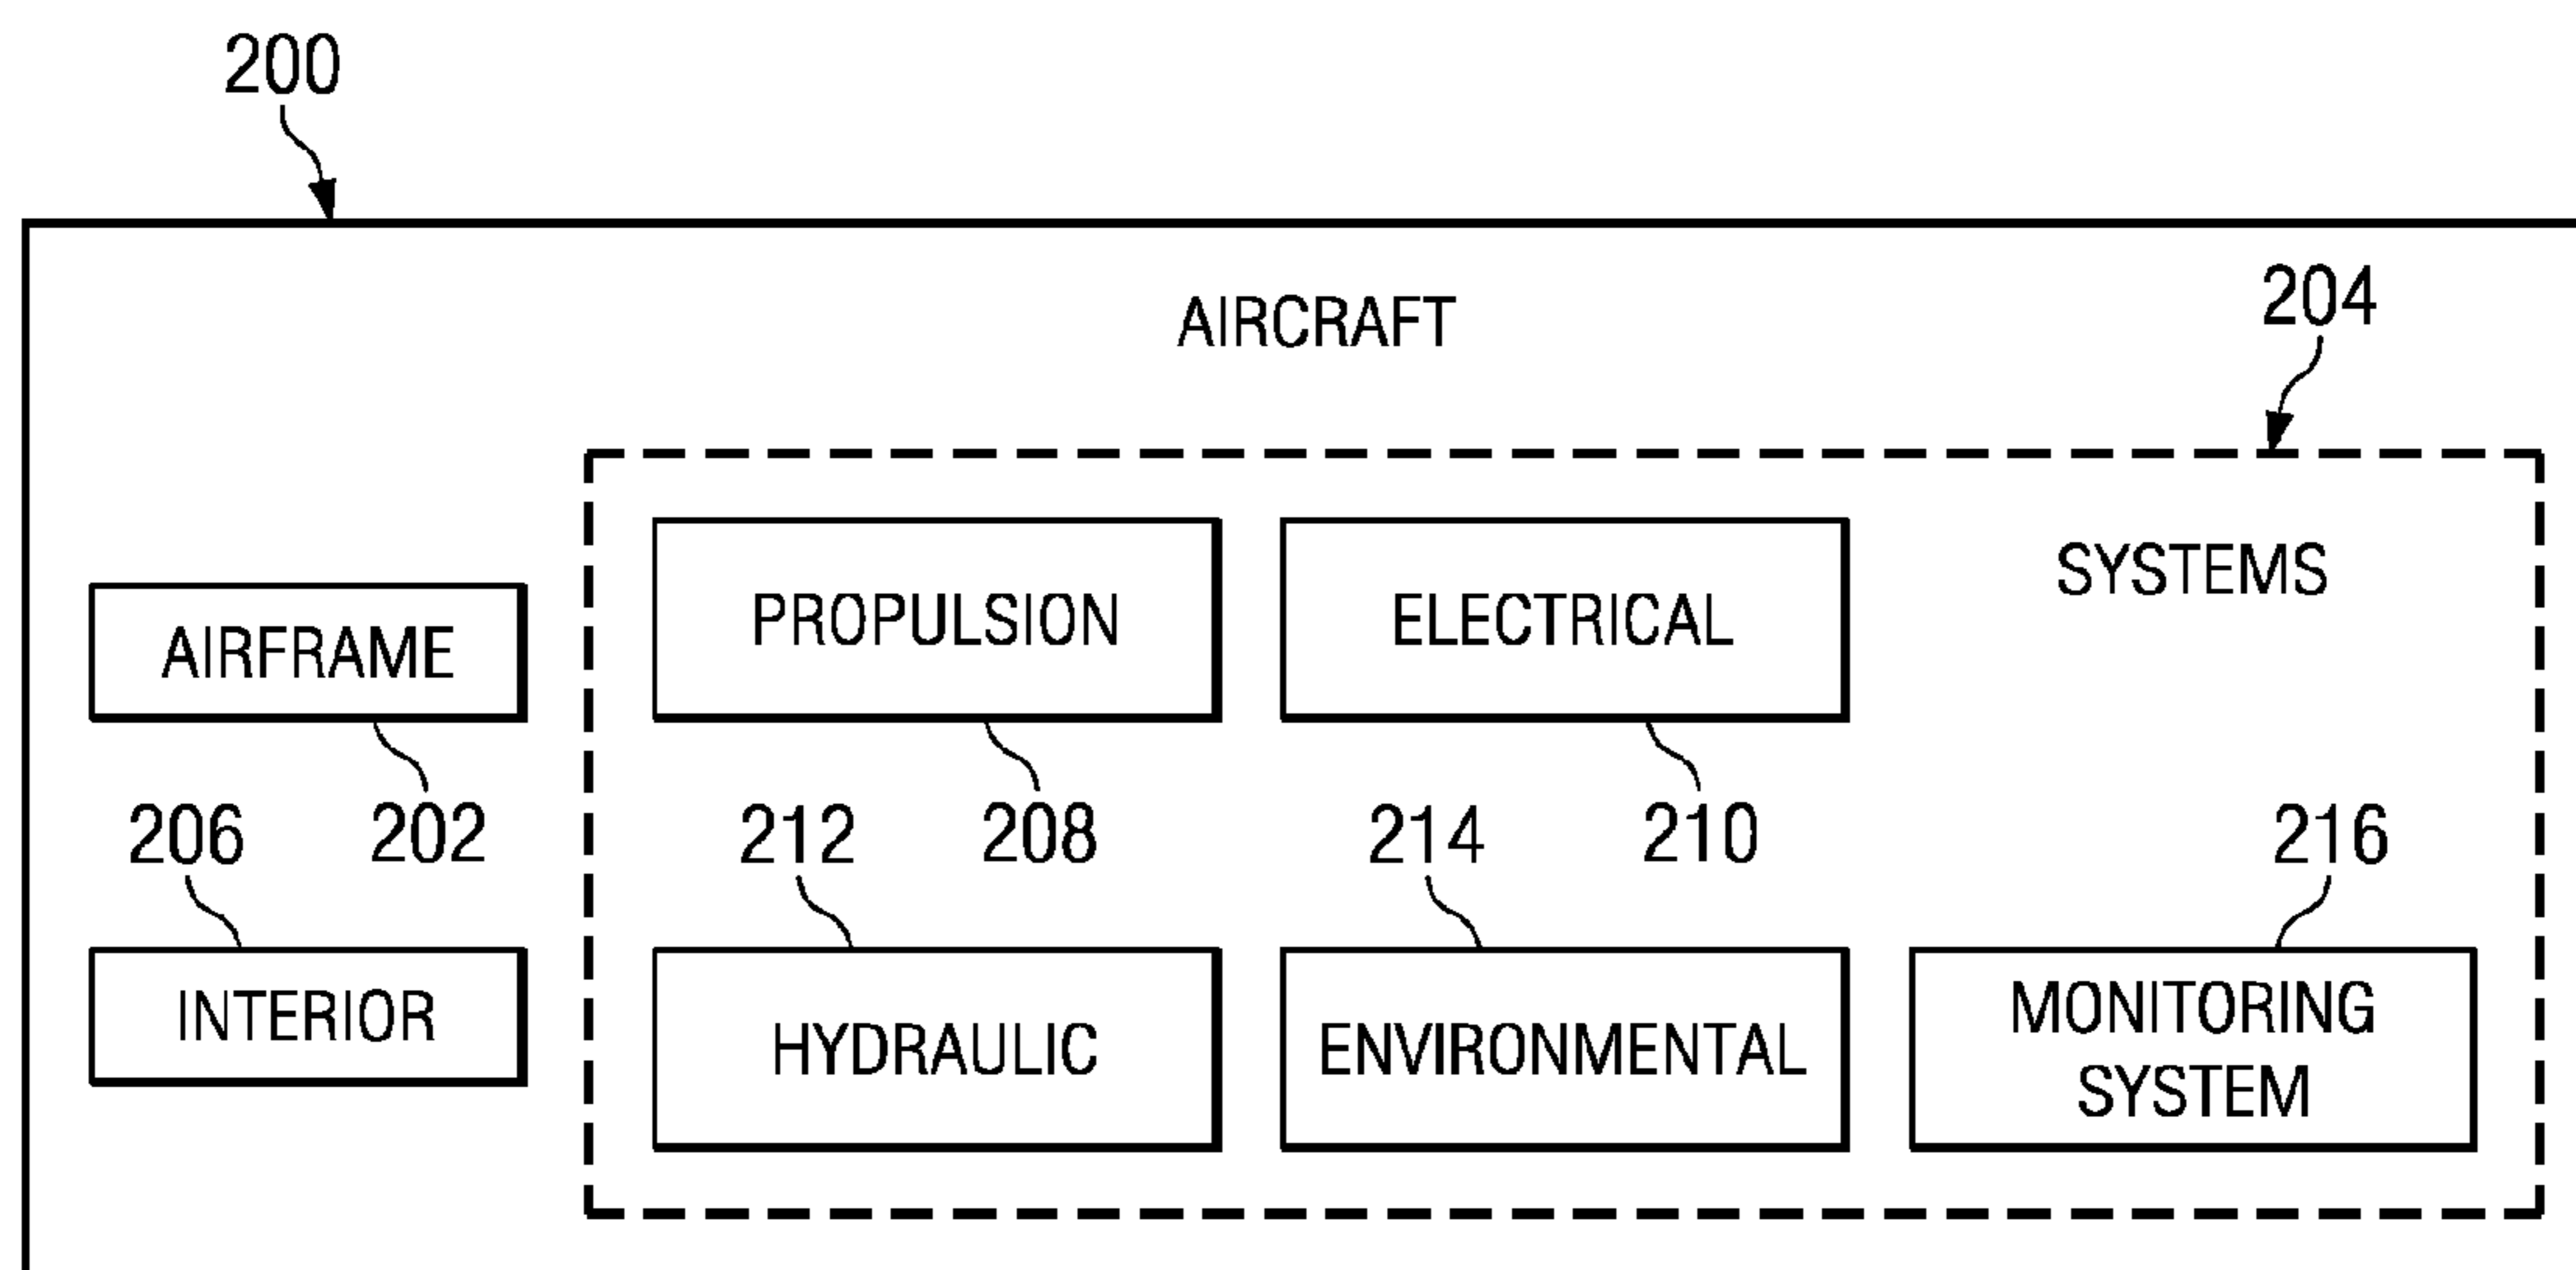 200
AIRCRAFT
204
PROPULSION
ELECTRICAL
SYSTEMS
AIRFRAME
206
202
212
208
214
210
216
INTERIOR
HYDRAULIC
ENVIRONMENTAL
MONITORING
SYSTEM